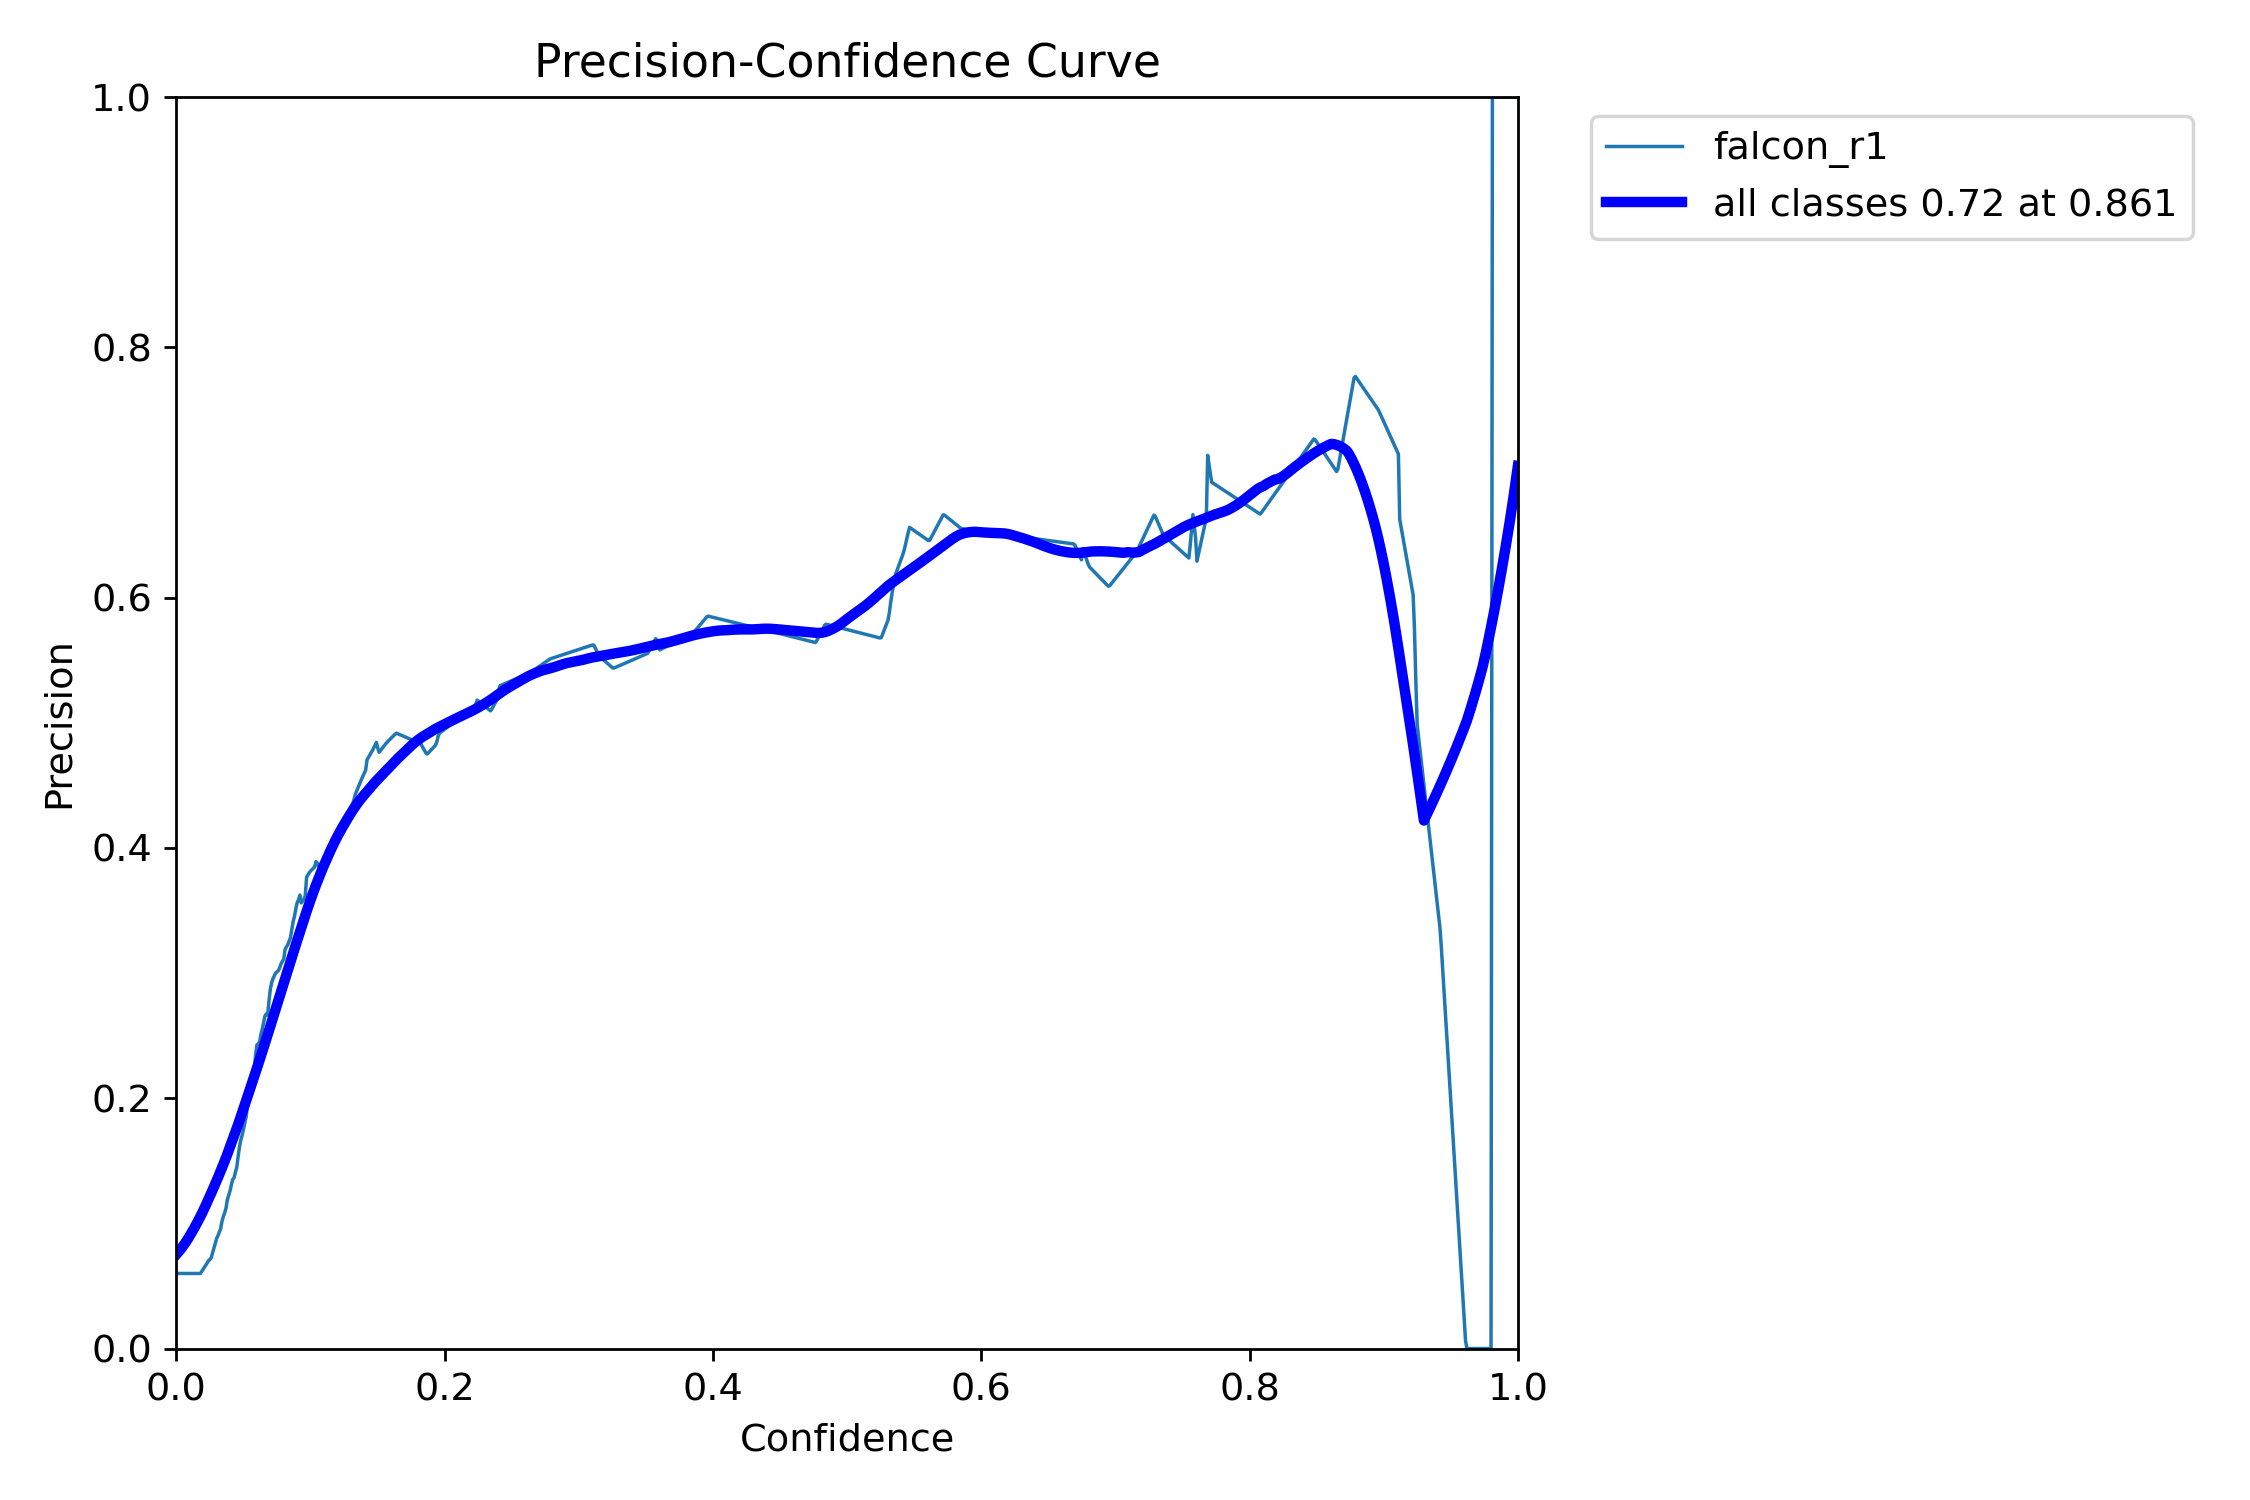 Precision-Confidence Curve
1.0
0.8
0.6
0.4
0.2
0.0
Precision
0.0 0.2 0.4 0.6 0.8 1.0
Confidence
falcon_r1
all classes 0.72 at 0.861